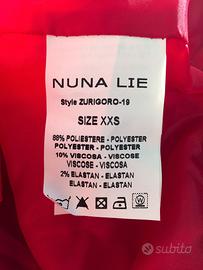 NUNA LIE
Style ZURIGORO-19
SIZE XXS
88% POLIESTERE - POLYESTER
POLYESTER - POLYESTER
10% VISCOSA - VISCOSE
VISCOSE - VISCOSE
2% ELASTAN - ELASTAN
ELASTAN - ELASTAN
subito